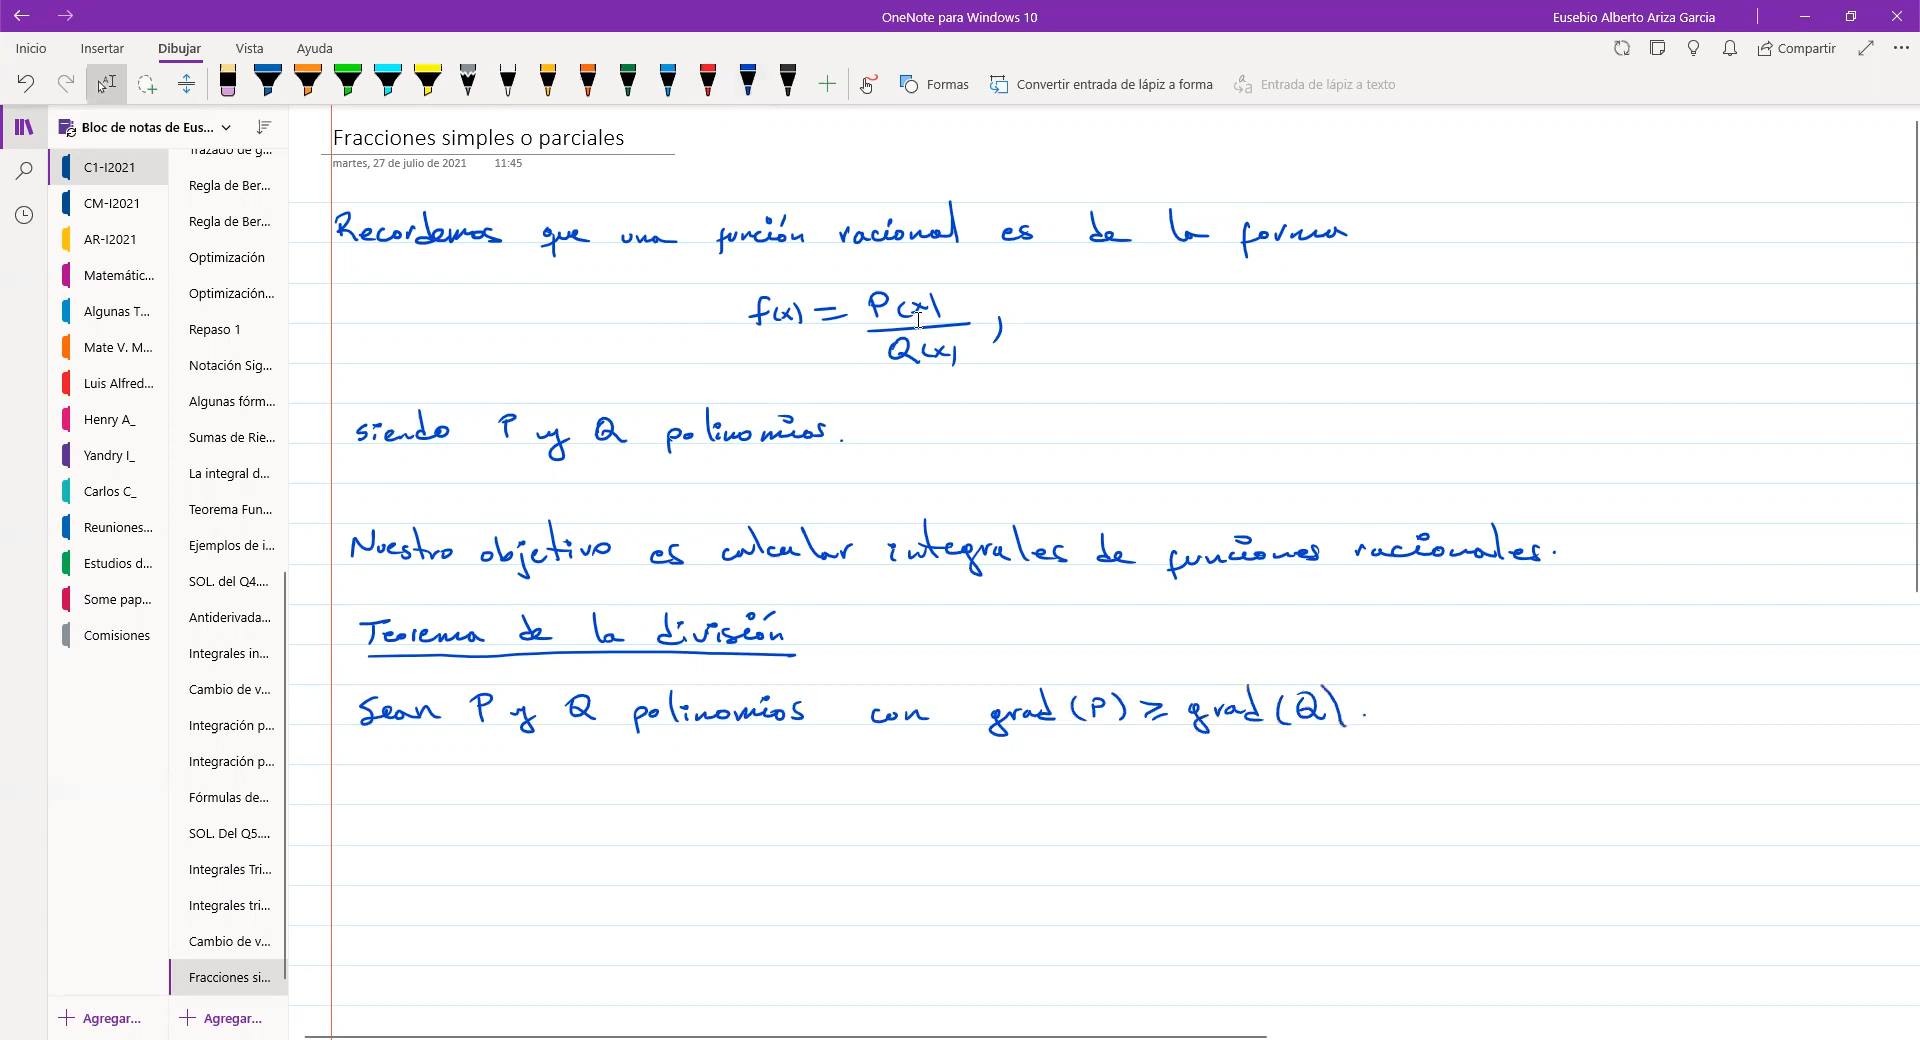 OneNote para Windows 10
Eusebio Alberto Ariza Garcia
Inicio Insertar Dibujar Vista Ayuda
Compartir
Formas Convertir entrada de lápiz a forma Entrada de lápiz a texto
Bloc de notas de Eus...
C1-I2021
CM-I2021
AR-I2021
Matemátic...
Algunas T...
Mate V. M...
Luis Alfred...
Henry A_
Yandry I_
Carlos C_
Reuniones...
Estudios d...
Some pap...
Comisiones
Agregar...
Trazado de g...
Regla de Ber...
Regla de Ber...
Optimización
Optimización...
Repaso 1
Notación Sig...
Algunas fórm...
Sumas de Rie...
La integral d...
Teorema Fun...
Ejemplos de i...
SOL. del Q4....
Antiderivada...
Integrales in...
Cambio de v...
Integración p...
Integración p...
Fórmulas de...
SOL. Del Q5....
Integrales Tri...
Integrales tri...
Cambio de v...
Fracciones si...
Agregar...
Fracciones simples o parciales
martes, 27 de julio de 2021 11:45
Recordemos que una función racional es de la forma
f(x) = P(x) / Q(x) ,
siendo P y Q polinomios.
Nuestro objetivo es calcular integrales de funciones racionales.
Teorema de la división
Sean P y Q polinomios con grad(P) ≥ grad(Q).